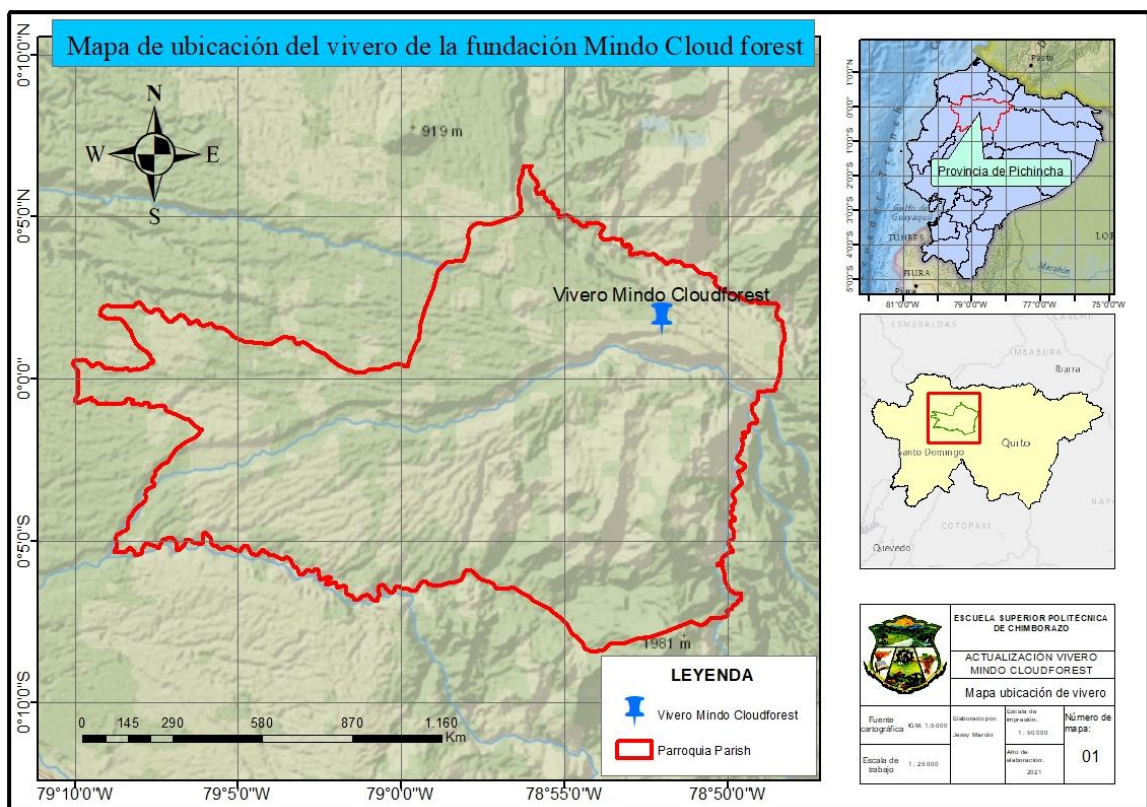 Mapa de ubicación del vivero de la fundación Mindo Cloud forest
0°10'0"N
0°5'0"N
0°0'0"
0°5'0"S
0°10'0"S
N
W
E
S
919 m
Vivero Mindo Cloudforest
1981 m
LEYENDA
Vivero Mindo Cloudforest
Parroquia Parish
0 145 290 580 870 1.160
Km
79°10'0"W 79°5'0"W 79°0'0"W 78°55'0"W 78°50'0"W
Pasto
1°0'0"N
0°0'0"
1°0'0"S
2°0'0"S
3°0'0"S
4°0'0"S
5°0'0"S
Provincia de Pichincha
Golfo de
Guayaquil
TUMBES
LOR
PIURA
Piura
Marañón
81°0'0"W 79°0'0"W 77°0'0"W 75°0'0"W
ESMERALDAS
CARCHI
IMBABURA
Ibarra
Santo Domingo
Quito
NAPO
COTOPAXI
Quevedo
ESCUELA SUPERIOR POLITÉCNICA
DE CHIMBORAZO
ACTUALIZACIÓN VIVERO
MINDO CLOUDFOREST
Mapa ubicación de vivero
Fuente
cartográfica
IGM. 1:5000
Elaborado por:
Escala de
impresión:
1: 50000
Número de
mapa:
01
Escala de
trabajo
1: 25000
Año de
elaboración:
2021